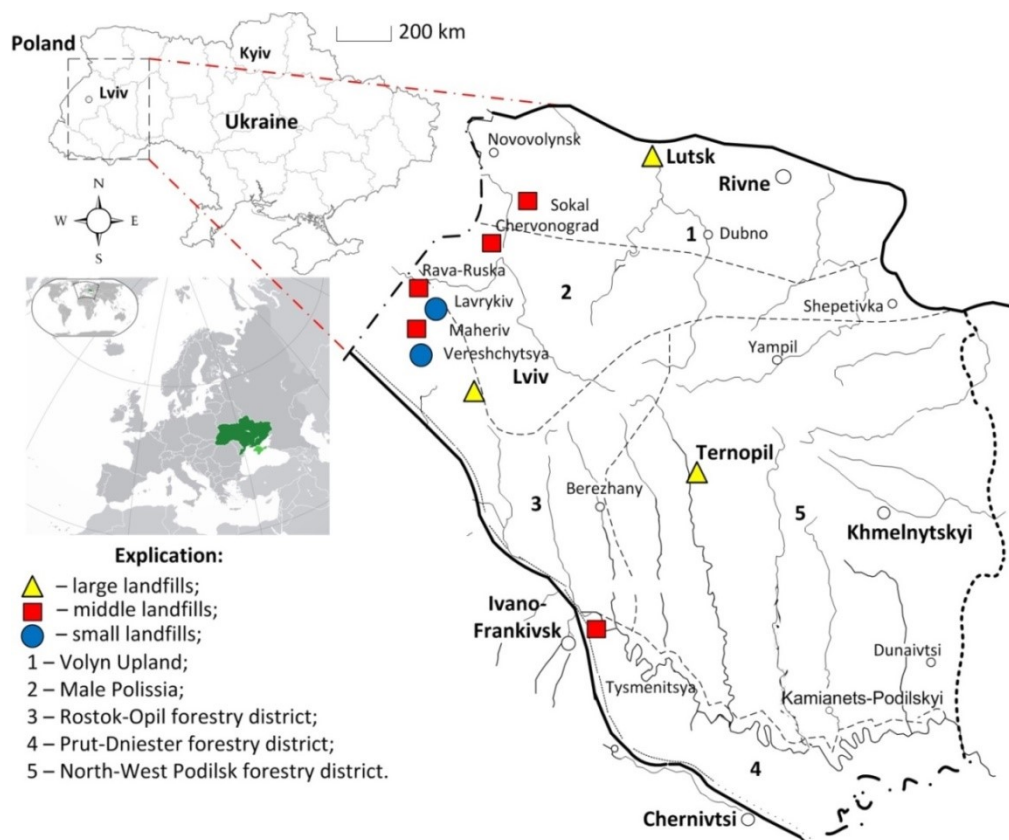 Poland
Kyiv
200 km
Lviv
Ukraine
N
W E
S
Novovolynsk
Lutsk
Rivne
Sokal
Chervonograd
1
Dubno
Rava-Ruska
2
Lavrykiv
Shepetivka
Maheriv
Yampil
Vereshchytsya
Lviv
Ternopil
3
Berezhany
5
Khmelnytskyi
Ivano-
Frankivsk
Dunaivtsi
Tysmenitsya
Kamianets-Podilskyi
4
Chernivtsi
Explication:
– large landfills;
– middle landfills;
– small landfills;
1 – Volyn Upland;
2 – Male Polissia;
3 – Rostok-Opil forestry district;
4 – Prut-Dniester forestry district;
5 – North-West Podilsk forestry district.